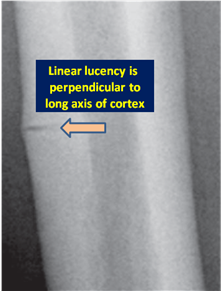 Linear lucency is
perpendicular to
long axis of cortex